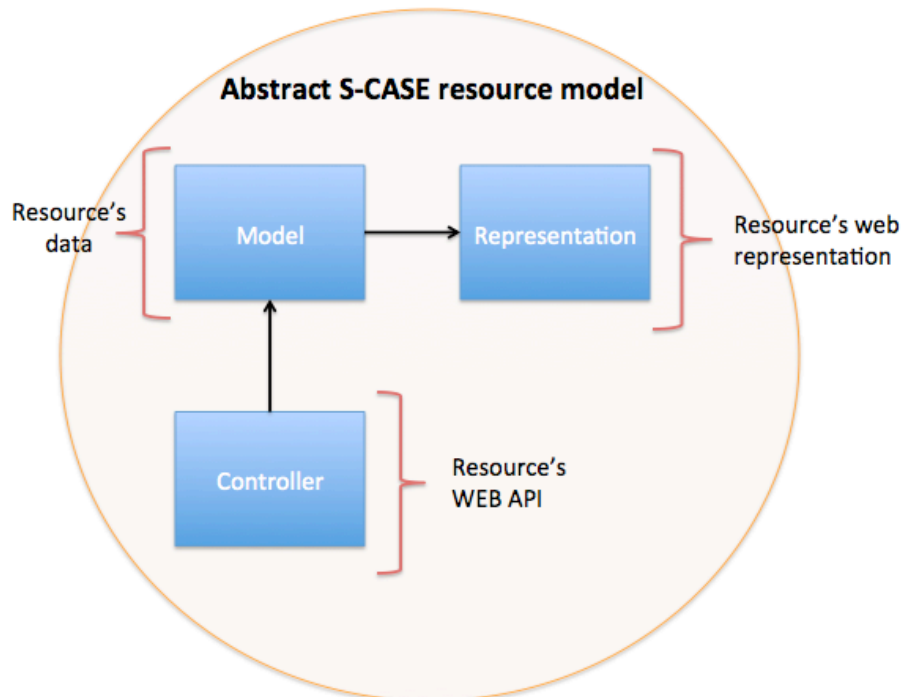 Abstract S-CASE resource model
Resource’s
data
Model
Representation
Resource’s web
representation
Controller
Resource’s
WEB API